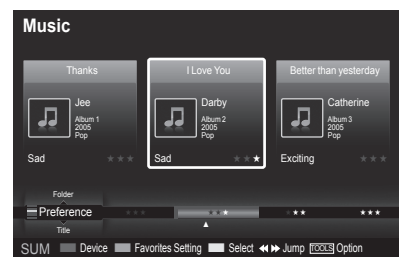 Music
Thanks
Jee
Album 1
2005
Pop
Sad ★★★
I Love You
Darby
Album 2
2005
Pop
Sad ★★★
Better than yesterday
Catherine
Album 3
2005
Pop
Exciting ★★★
Folder
Preference ★★★ ★★★ ★★★ ★★★
Title
SUM Device Favorites Setting Select Jump TOOLS Option